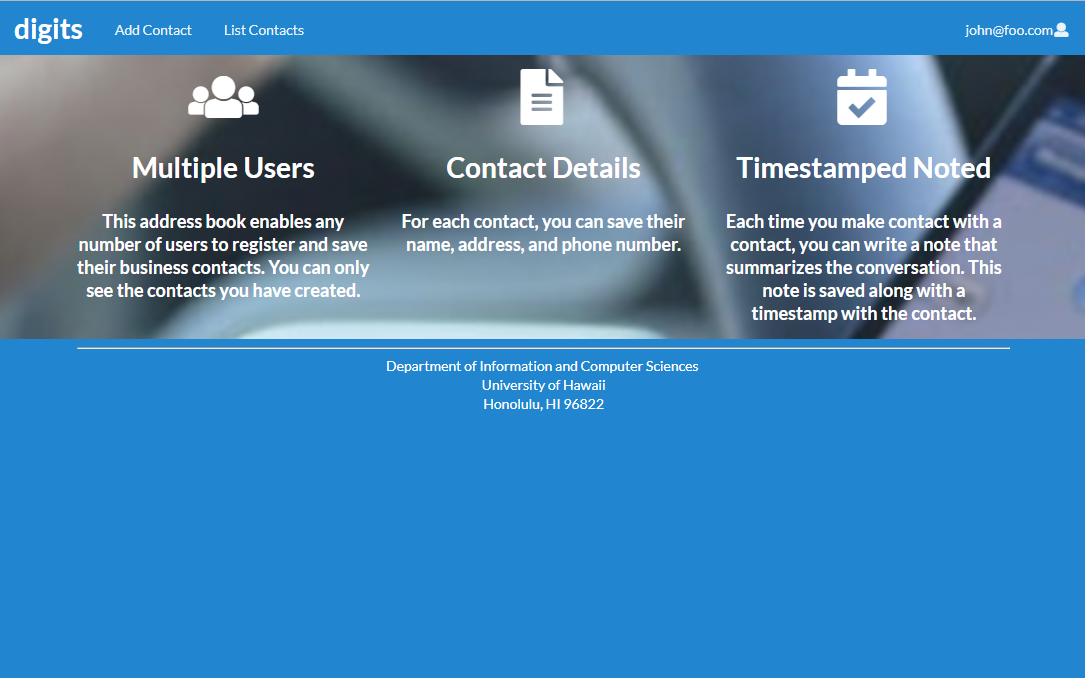 digits Add Contact List Contacts john@foo.com
Multiple Users
This address book enables any
number of users to register and save
their business contacts. You can only
see the contacts you have created.
Contact Details
For each contact, you can save their
name, address, and phone number.
Timestamped Noted
Each time you make contact with a
contact, you can write a note that
summarizes the conversation. This
note is saved along with a
timestamp with the contact.
Department of Information and Computer Sciences
University of Hawaii
Honolulu, HI 96822